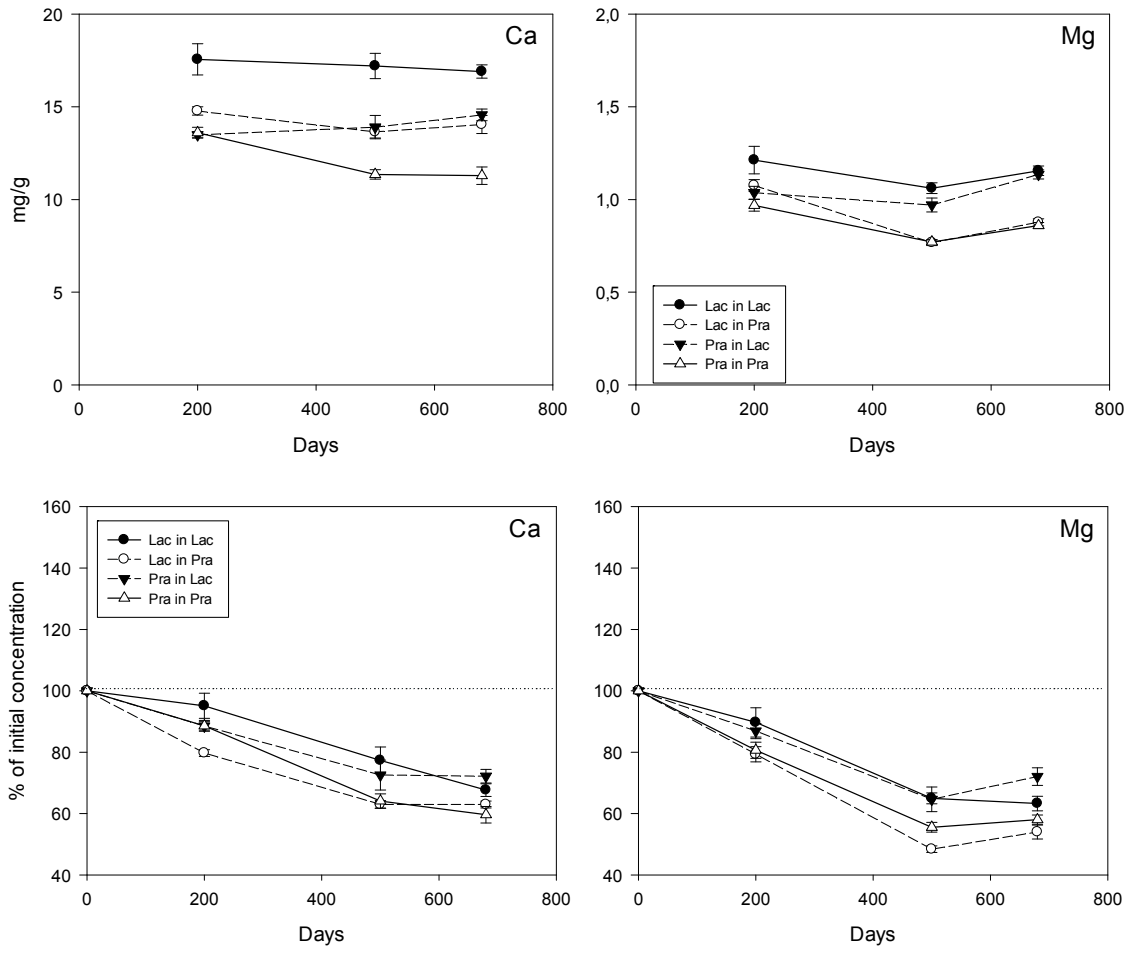 Ca
20
15
10
5
0
mg/g
0
200
400
600
800
Days
Mg
2,0
1,5
1,0
0,5
0,0
Lac in Lac
Lac in Pra
Pra in Lac
Pra in Pra
0
200
400
600
800
Days
Ca
160
140
120
100
80
60
40
% of initial concentration
Lac in Lac
Lac in Pra
Pra in Lac
Pra in Pra
0
200
400
600
800
Days
Mg
160
140
120
100
80
60
40
0
200
400
600
800
Days